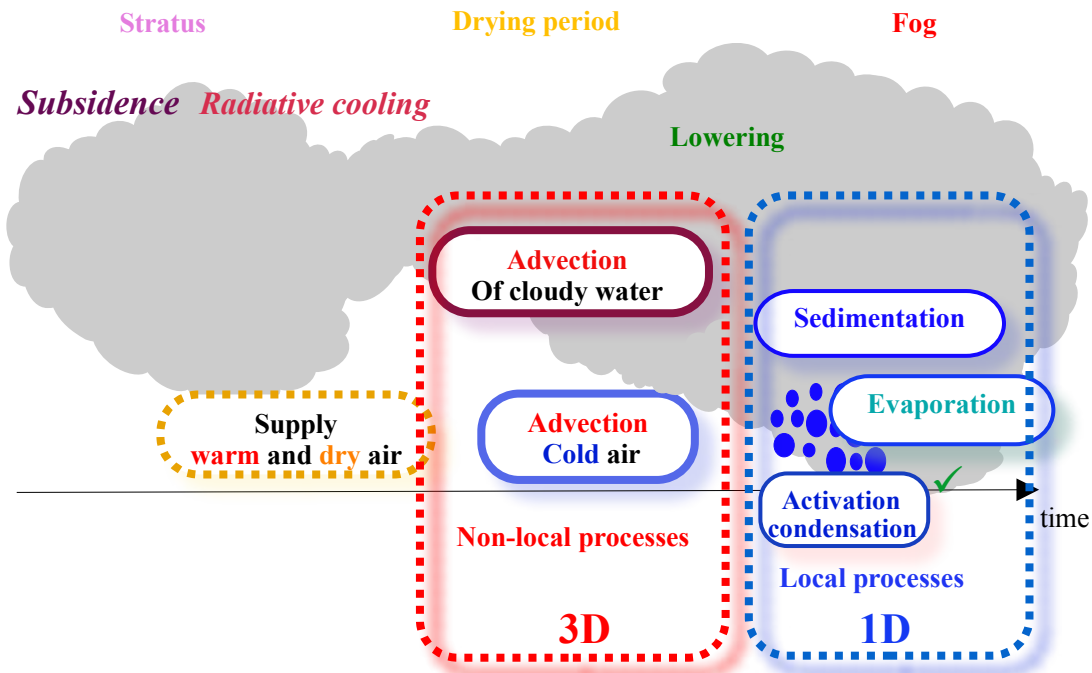 Stratus
Drying period
Fog
Subsidence
Radiative cooling
Lowering
Advection
Of cloudy water
Sedimentation
Supply
warm and dry air
Advection
Cold air
Evaporation
Activation
condensation
time
Non-local processes
Local processes
3D
1D